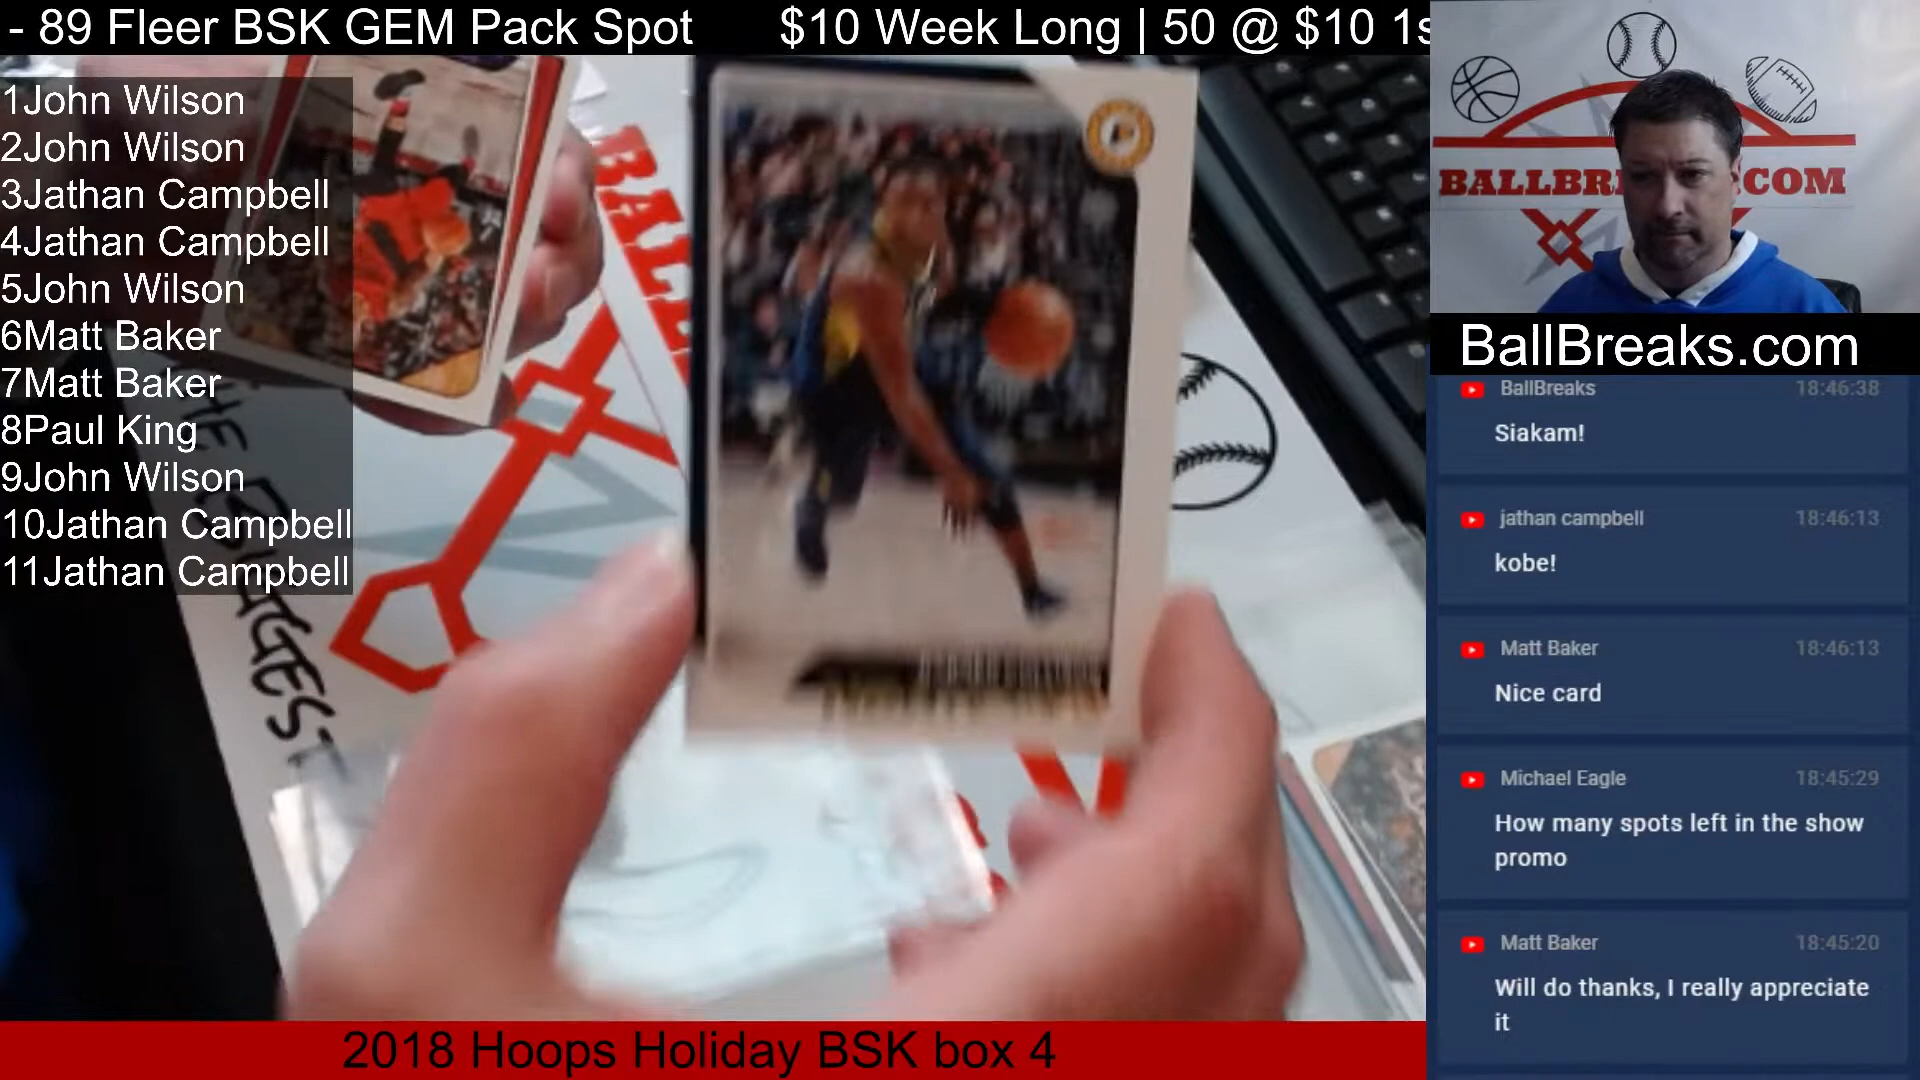 - 89 Fleer BSK GEM Pack Spot $10 Week Long | 50 @ $10 1s
1John Wilson
2John Wilson
3Jathan Campbell
4Jathan Campbell
5John Wilson
6Matt Baker
7Matt Baker
8Paul King
9John Wilson
10Jathan Campbell
11Jathan Campbell
BALL
BIGGEST
2018 Hoops Holiday BSK box 4
BALLBR .COM
BallBreaks.com
BallBreaks 18:46:38
Siakam!
jathan campbell 18:46:13
kobe!
Matt Baker 18:46:13
Nice card
Michael Eagle 18:45:29
How many spots left in the show
promo
Matt Baker 18:45:20
Will do thanks, I really appreciate
it